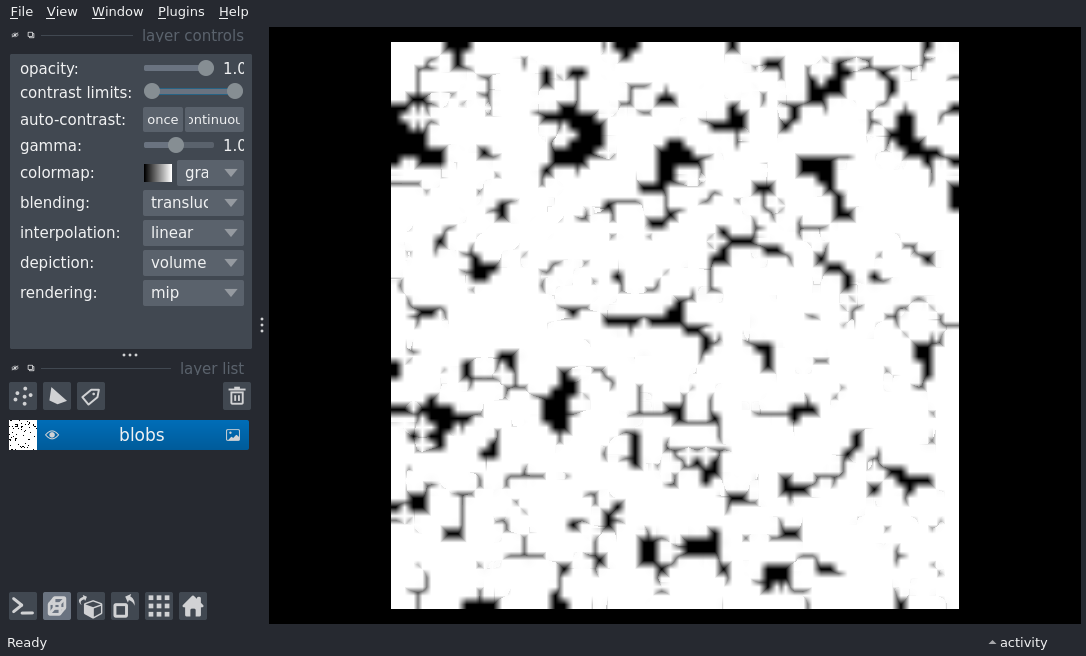 File View Window Plugins Help
layer controls
opacity: 1.0
contrast limits:
auto-contrast: once ontinuou
gamma: 1.0
colormap: gra
blending: transluc
interpolation: linear
depiction: volume
rendering: mip
layer list
blobs
Ready
activity